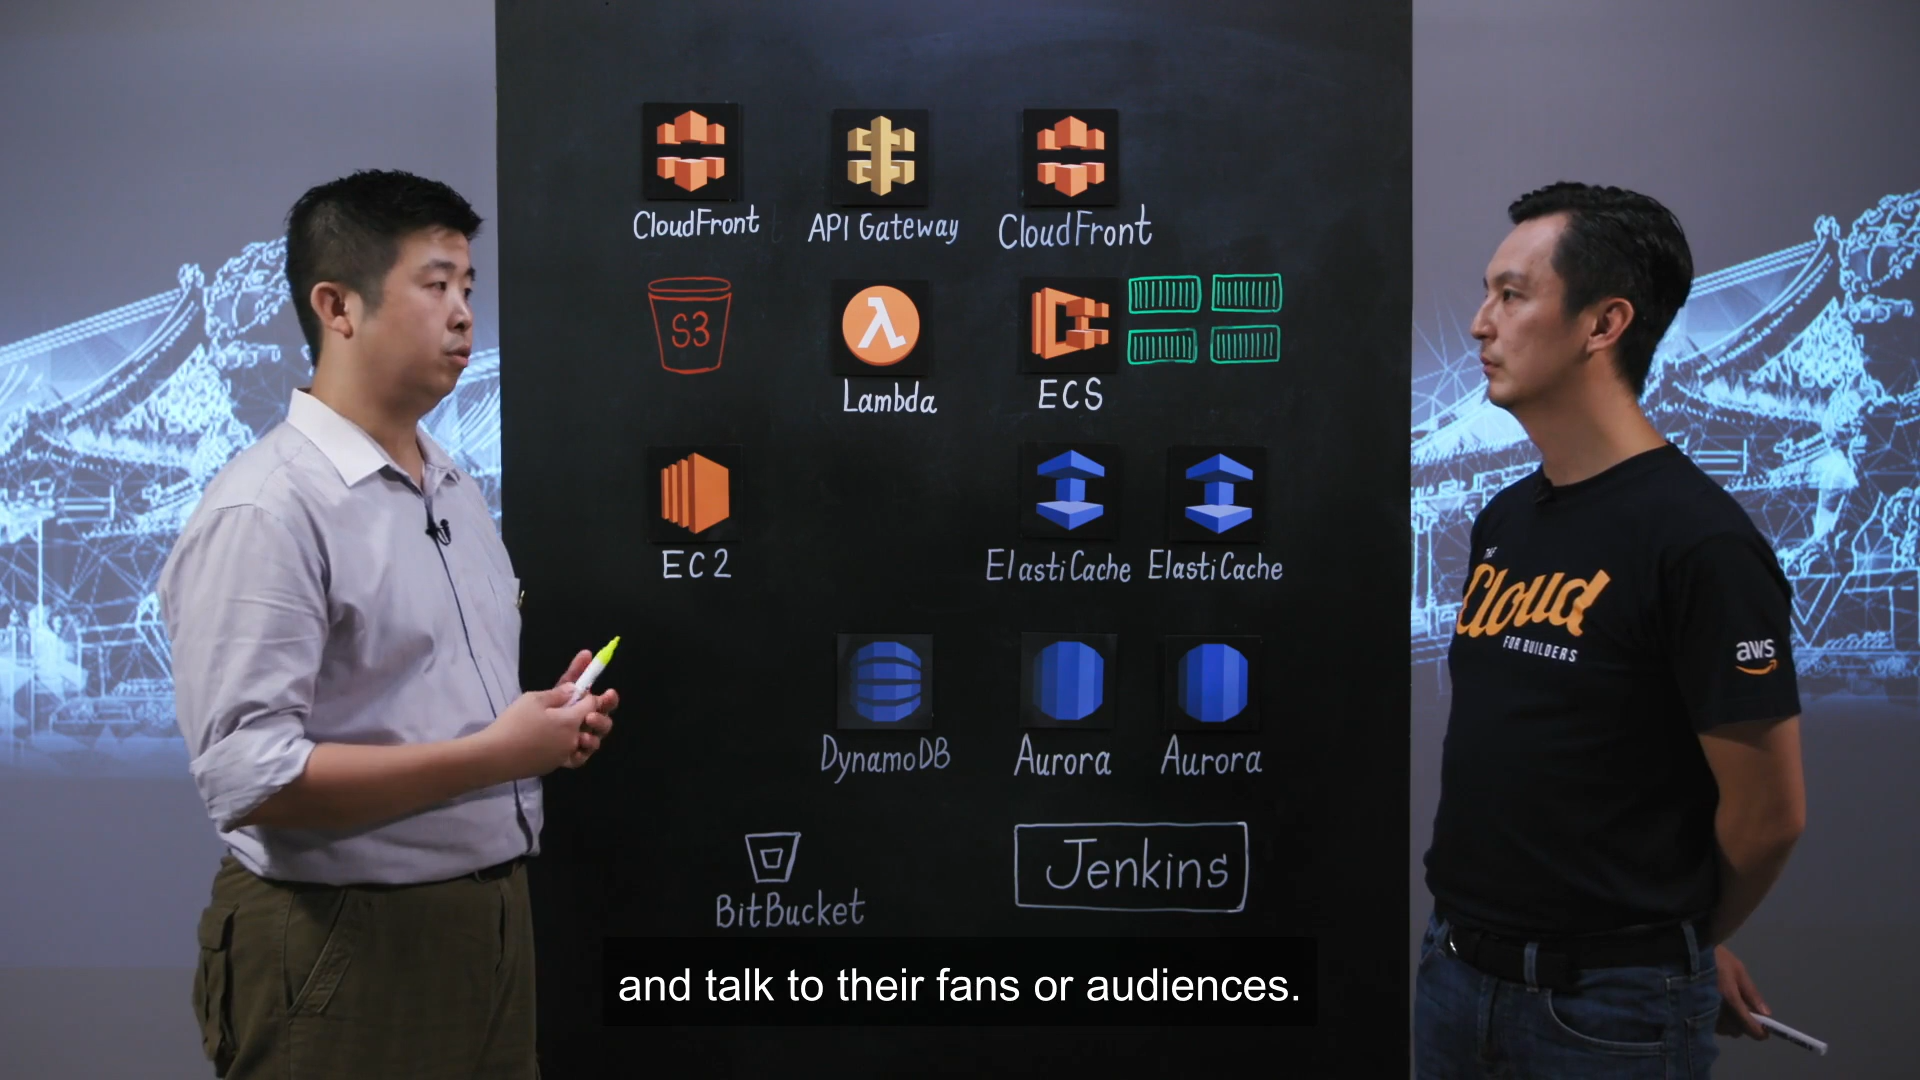 CloudFront
API Gateway
CloudFront
S3
λ
Lambda
ECS
EC2
ElastiCache
ElastiCache
DynamoDB
Aurora
Aurora
BitBucket
Jenkins
THE
Cloud
FOR BUILDERS
aws
and talk to their fans or audiences.